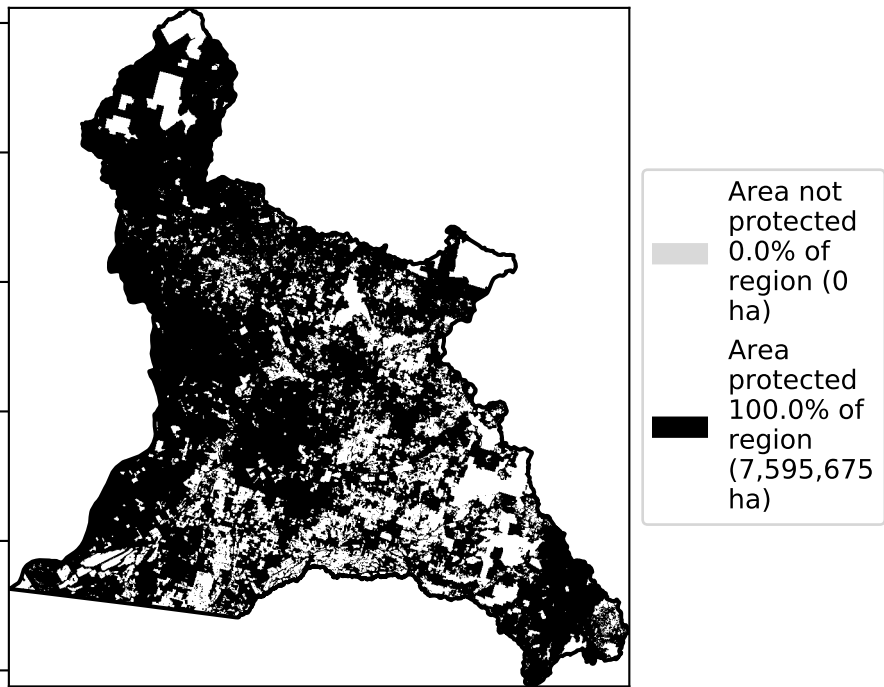 Area not
protected
0.0% of
region (0
ha)
Area
protected
100.0% of
region
(7,595,675
ha)